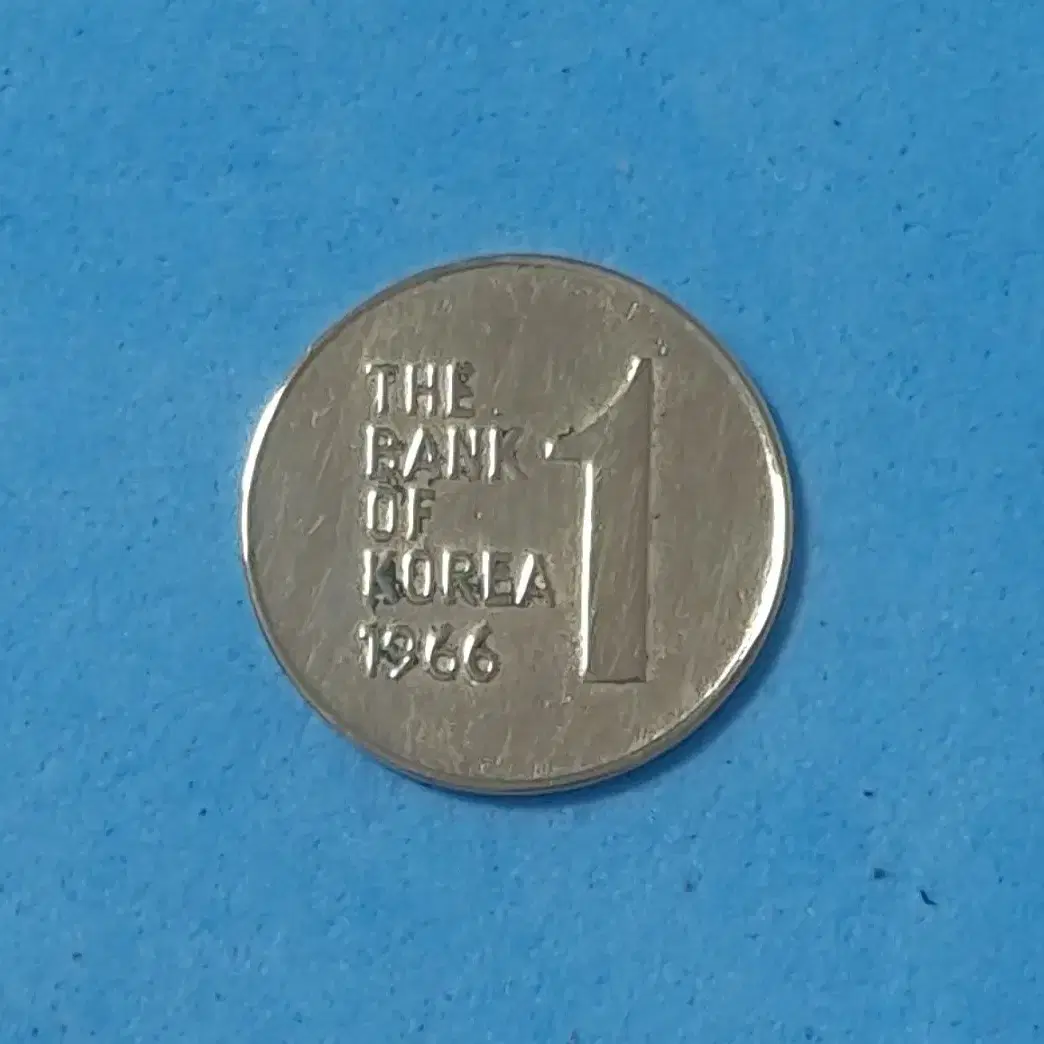 THE
BANK
OF
KOREA
1966
1